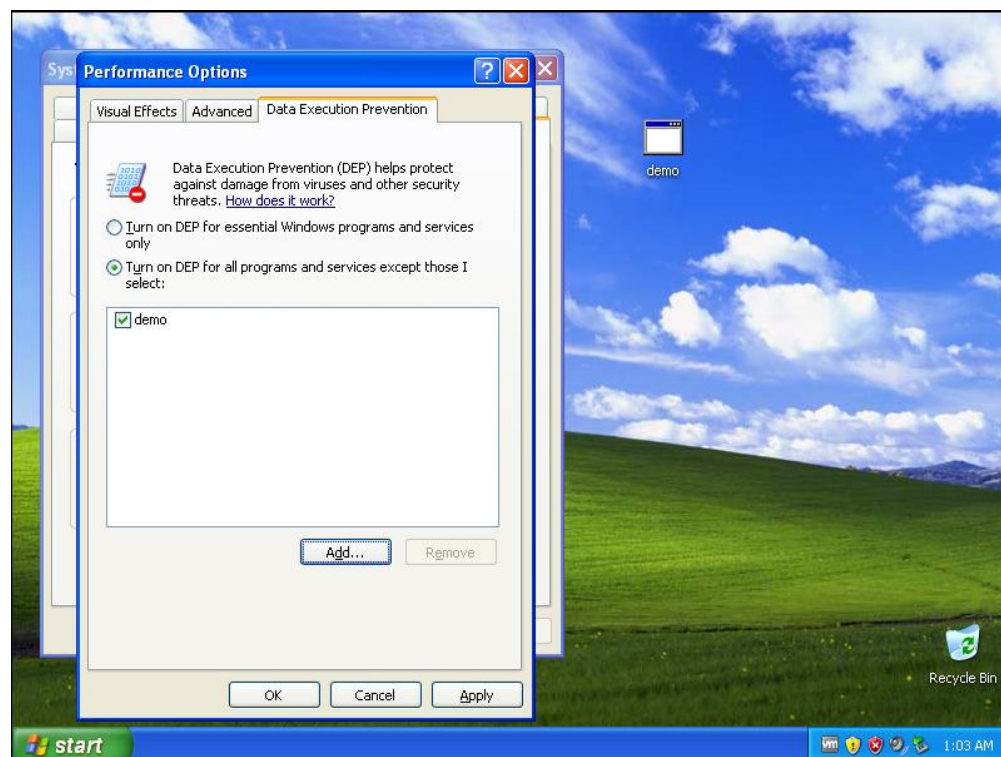 Sys
Performance Options
Visual Effects
Advanced
Data Execution Prevention
Data Execution Prevention (DEP) helps protect
against damage from viruses and other security
threats. How does it work?
Turn on DEP for essential Windows programs and services
only
Turn on DEP for all programs and services except those I
select:
demo
Add...
Remove
OK
Cancel
Apply
demo
Recycle Bin
start
vm
1:03 AM